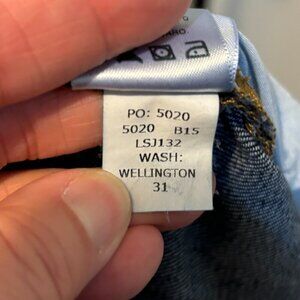 PO: 5020
5020 B15
LSJ132
WASH:
WELLINGTON
31